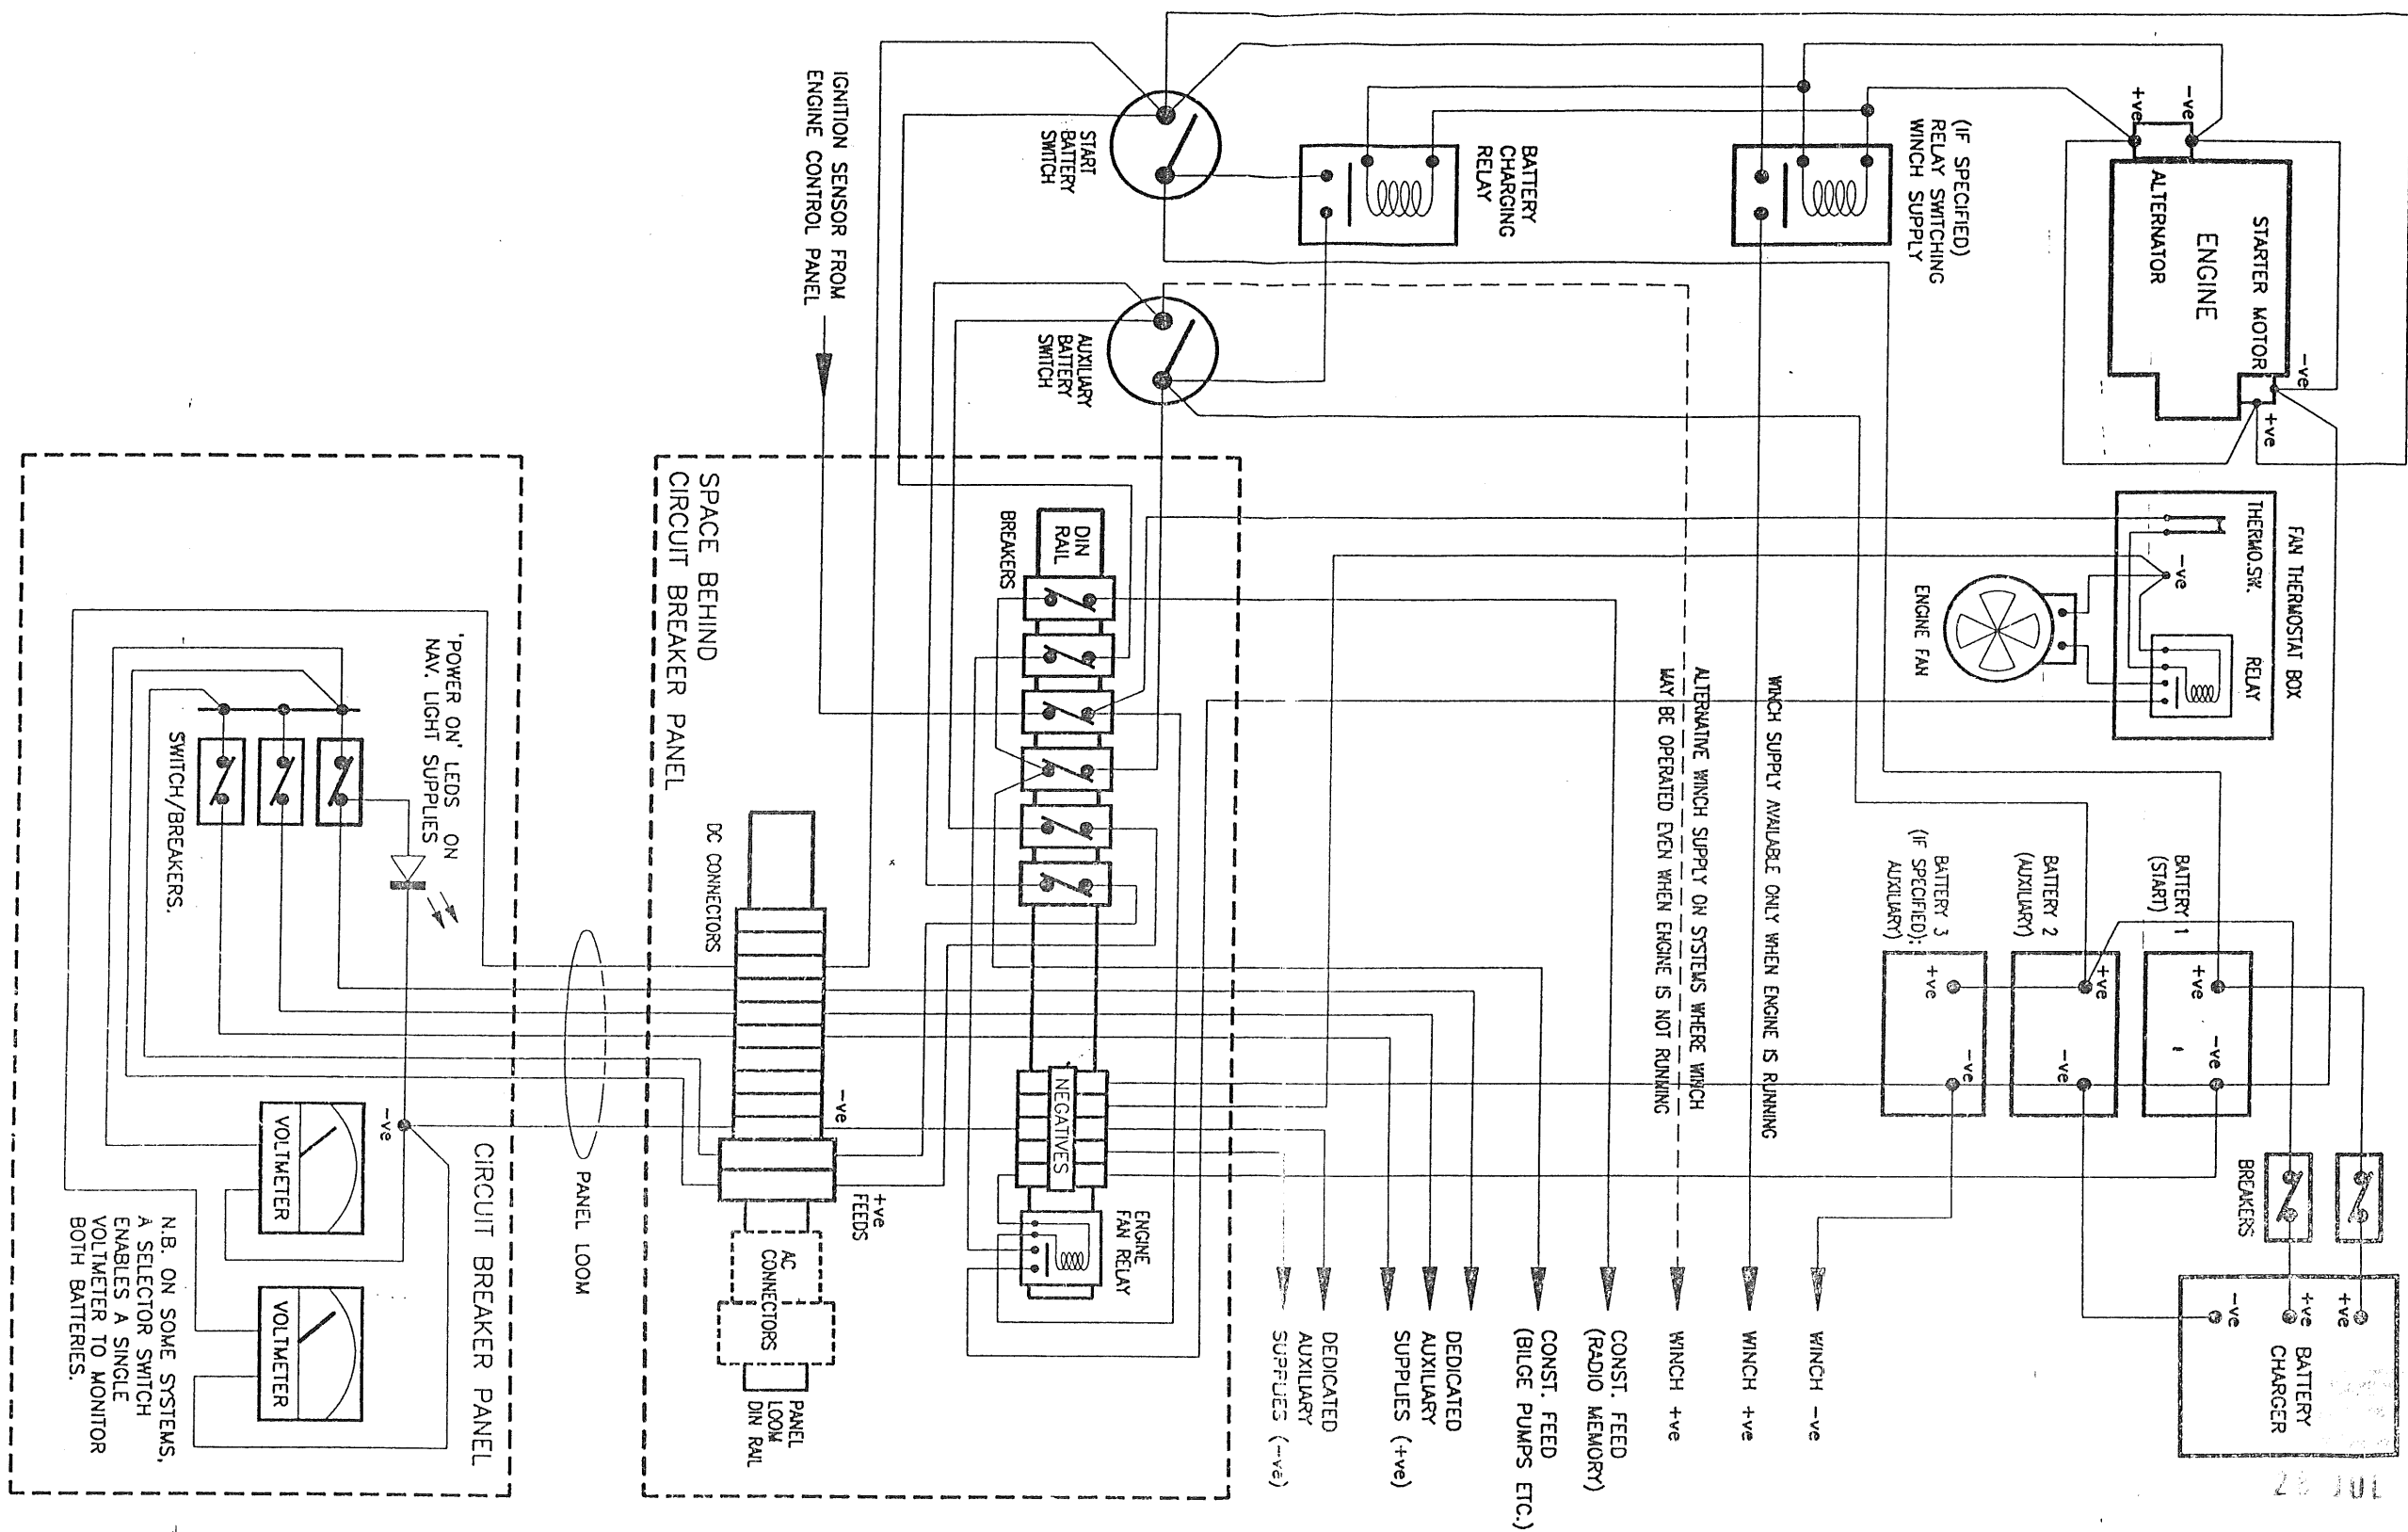 +ve
-ve
ALTERNATOR
ENGINE
STARTER MOTOR
-ve
+ve
(IF SPECIFIED)
RELAY SWITCHING
WINCH SUPPLY
BATTERY
CHARGING
RELAY
START
BATTERY
SWITCH
AUXILIARY
BATTERY
SWITCH
IGNITION SENSOR FROM
ENGINE CONTROL PANEL
FAN THERMOSTAT BOX
THERMO.SW.
-ve
RELAY
ENGINE FAN
WINCH SUPPLY AVAILABLE ONLY WHEN ENGINE IS RUNNING
ALTERNATIVE WINCH SUPPLY ON SYSTEMS WHERE WINCH
MAY BE OPERATED EVEN WHEN ENGINE IS NOT RUNNING
BATTERY 1
(START)
+ve
-ve
BATTERY 2
(AUXILIARY)
+ve
-ve
BATTERY 3
(IF SPECIFIED);
AUXILIARY)
+ve
-ve
BREAKERS
+ve
+ve
-ve
BATTERY
CHARGER
WINCH -ve
WINCH +ve
WINCH +ve
CONST. FEED
(RADIO MEMORY)
CONST. FEED
(BILGE PUMPS ETC.)
DEDICATED
AUXILIARY
SUPPLIES (+ve)
DEDICATED
AUXILIARY
SUPPLIES (-ve)
SPACE BEHIND
CIRCUIT BREAKER PANEL
DIN
RAIL
BREAKERS
NEGATIVES
ENGINE
FAN RELAY
DC CONNECTORS
-ve
+ve
FEEDS
AC
CONNECTORS
PANEL
LOOM
DIN RAIL
PANEL LOOM
'POWER ON' LEDS ON
NAV. LIGHT SUPPLIES
SWITCH/BREAKERS.
-ve
VOLTMETER
VOLTMETER
CIRCUIT BREAKER PANEL
N.B. ON SOME SYSTEMS,
A SELECTOR SWITCH
ENABLES A SINGLE
VOLTMETER TO MONITOR
BOTH BATTERIES.
JUL